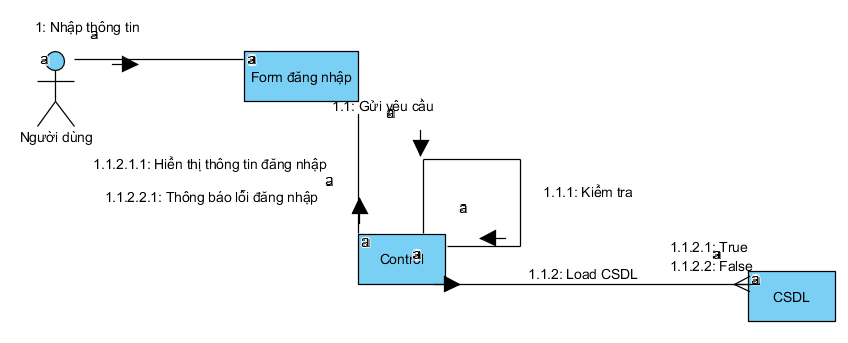 1: Nhập thông tin
Form đăng nhập
Người dùng
1.1: Gửi yêu cầu
1.1.2.1.1: Hiển thị thông tin đăng nhập
1.1.2.2.1: Thông báo lỗi đăng nhập
1.1.1: Kiểm tra
Control
1.1.2: Load CSDL
1.1.2.1: True
1.1.2.2: False
CSDL